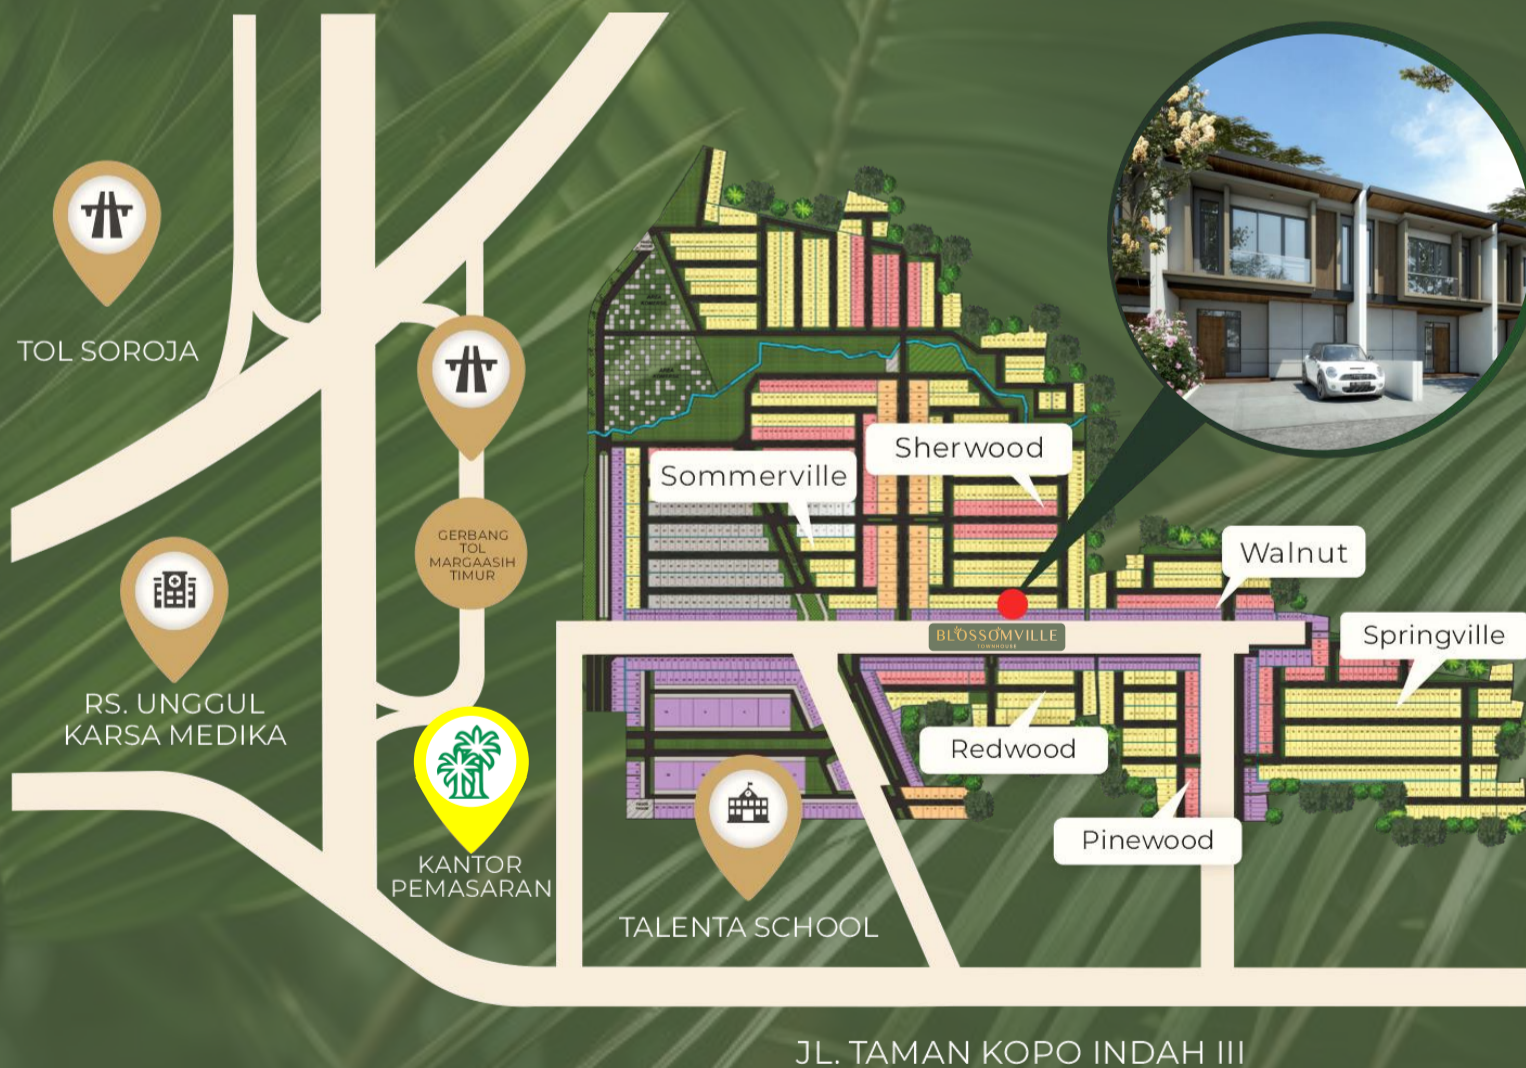 TOL SOROJA
GERBANG
TOL
MARGAASIH
TIMUR
RS. UNGGUL
KARSA MEDIKA
KANTOR
PEMASARAN
TALENTA SCHOOL
Sommerville
Sherwood
Walnut
Springville
BLOSSOMVILLE
TOWNHOUSE
Redwood
Pinewood
JL. TAMAN KOPO INDAH III